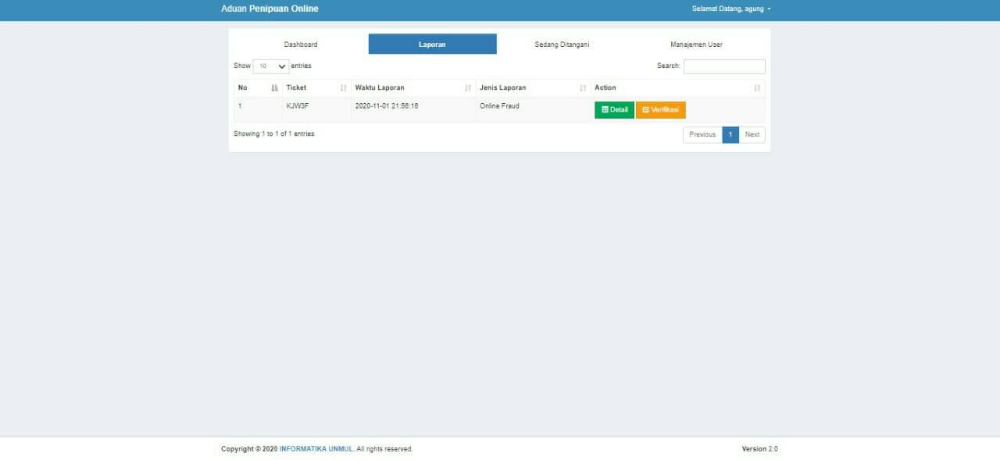 Aduan Penipuan Online
Selamat Datang, agung
Dashboard
Laporan
Sedang Ditangani
Manajemen User
Show 10 entries
Search:
No Ticket Waktu Laporan Jenis Laporan Action
1 KJW3F 2020-11-01 21:56:16 Online Fraud Detail Verifikasi
Showing 1 to 1 of 1 entries
Previous 1 Next
Copyright © 2020 INFORMATIKA UNMUL. All rights reserved.
Version 2.0